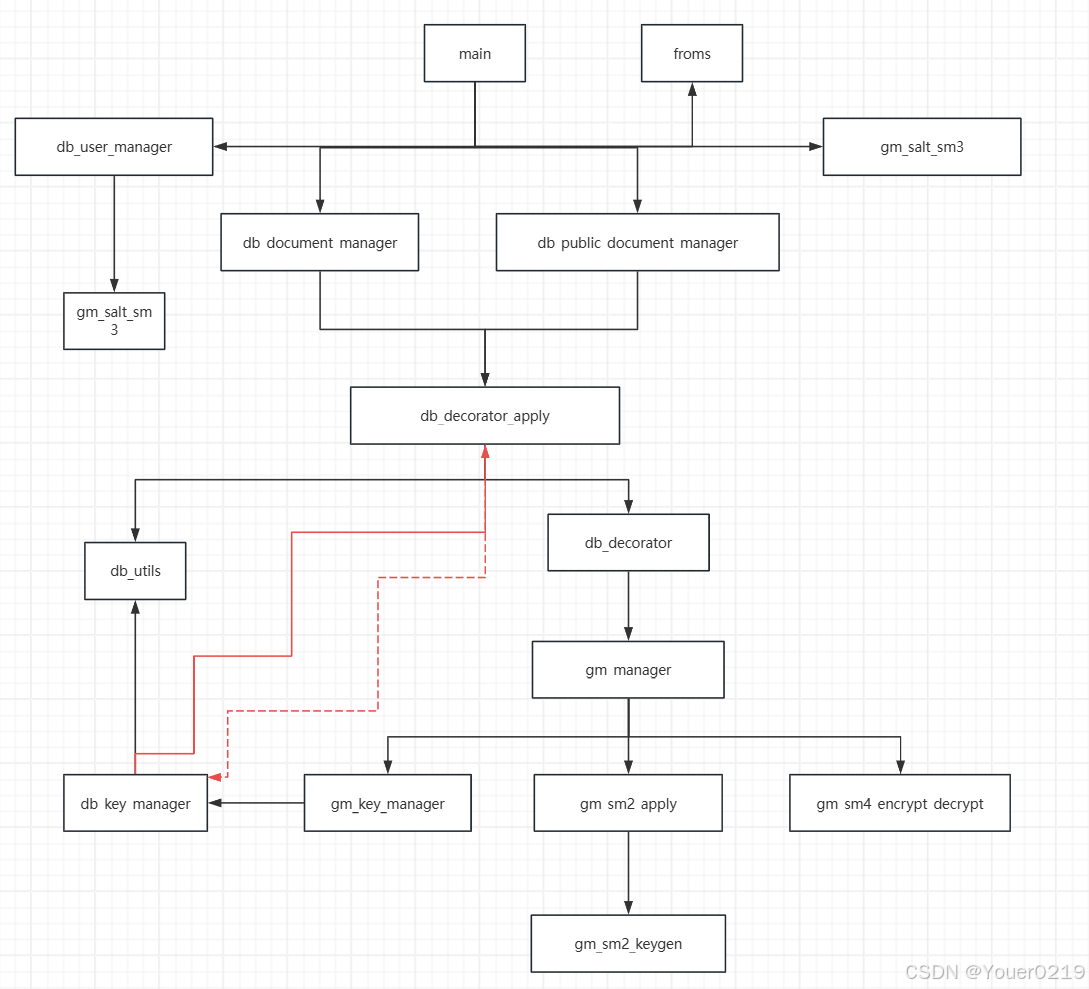 main
froms
db_user_manager
gm_salt_sm3
db document manager
db public document manager
gm_salt_sm
3
db_decorator_apply
db_decorator
db_utils
gm manager
db key manager
gm_key_manager
gm sm2 apply
gm sm4 encrypt decrypt
gm_sm2_keygen
CSDN @Youer0219